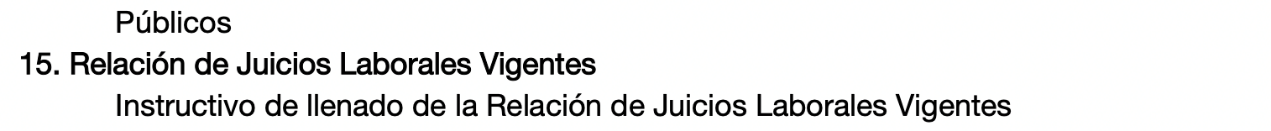 Públicos
15. Relación de Juicios Laborales Vigentes
Instructivo de llenado de la Relación de Juicios Laborales Vigentes